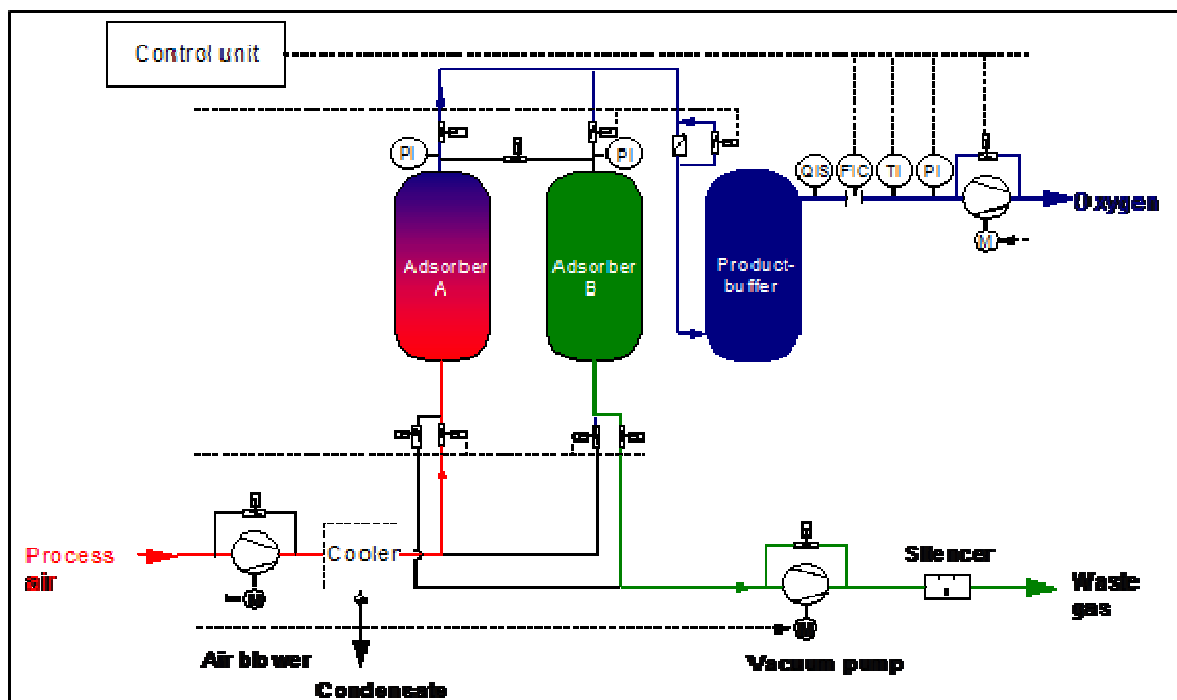 Control unit
PI
PI
QIS
FIC
TI
PI
Oxygen
M
Adsorber
A
Adsorber
B
Product-
buffer
Process
air
Cooler
M
Silencer
Waste
gas
M
Air blower
Vacuum pump
Condensate